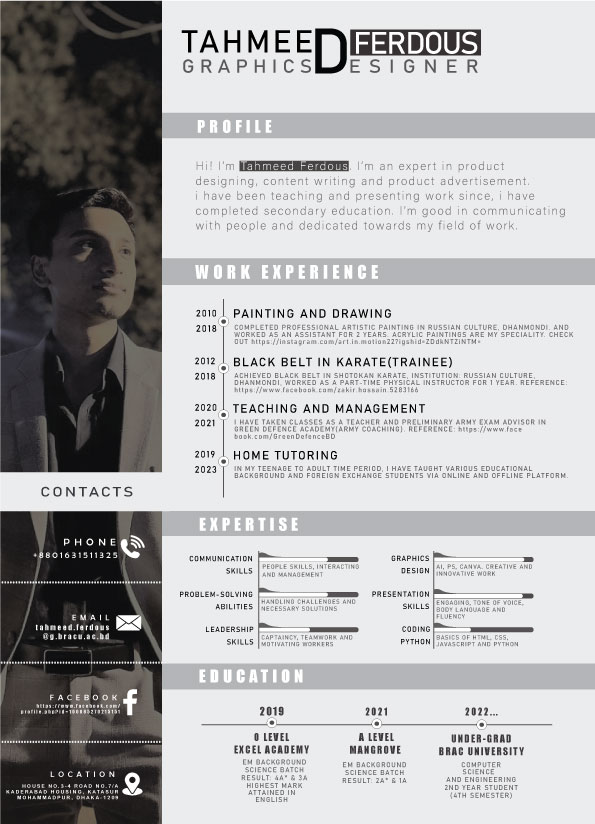 TAHMEED FERDOUS
GRAPHICS DESIGNER
PROFILE
Hi! I'm Tahmeed Ferdous. I'm an expert in product
designing, content writing and product advertisement.
i have been teaching and presenting work since, i have
completed secondary education. I'm good in communicating
with people and dedicated towards my field of work.
WORK EXPERIENCE
2010
2018
PAINTING AND DRAWING
COMPLETED PROFESSIONAL ARTISTIC PAINTING IN RUSSIAN CULTURE, DHANMONDI. AND
WORKED AS AN ASSISTANT FOR 2 YEARS. ACRYLIC PAINTINGS ARE MY SPECIALITY. CHECK
OUT https://instagram.com/art.in.motion22?igshid=ZDdkNTZiNTM=
2012
2018
BLACK BELT IN KARATE(TRAINEE)
ACHIEVED BLACK BELT IN SHOTOKAN KARATE, INSTITUTION: RUSSIAN CULTURE,
DHANMONDI, WORKED AS A PART-TIME PHYSICAL INSTRUCTOR FOR 1 YEAR. REFERENCE:
https://www.facebook.com/zakir.hossain.5283166
2020
2021
TEACHING AND MANAGEMENT
I HAVE TAKEN CLASSES AS A TEACHER AND PRELIMINARY ARMY EXAM ADVISOR IN
GREEN DEFENCE ACADEMY(ARMY COACHING). REFERENCE: https://www.face
book.com/GreenDefenceBD
2019
2023
HOME TUTORING
IN MY TEENAGE TO ADULT TIME PERIOD, I HAVE TAUGHT VARIOUS EDUCATIONAL
BACKGROUND AND FOREIGN EXCHANGE STUDENTS VIA ONLINE AND OFFLINE PLATFORM.
CONTACTS
PHONE
+8801631511325
EMAIL
tahmeed.ferdous
@g.bracu.ac.bd
FACEBOOK
https://www.facebook.com/
LOCATION
HOUSE NO.3-4 ROAD NO.7/A
KADERABAD HOUSING, KATASUR
MOHAMMADPUR, DHAKA-1209
EXPERTISE
COMMUNICATION
SKILLS
PEOPLE SKILLS, INTERACTING
AND MANAGEMENT
PROBLEM-SOLVING
ABILITIES
HANDLING CHALLENGES AND
NECESSARY SOLUTIONS
LEADERSHIP
SKILLS
CAPTAINCY, TEAMWORK AND
MOTIVATING WORKERS
GRAPHICS
DESIGN
AI, PS, CANVA. CREATIVE AND
INNOVATIVE WORK
PRESENTATION
SKILLS
ENGAGING, TONE OF VOICE,
BODY LANGUAGE AND
FLUENCY
CODING
PYTHON
BASICS OF HTML, CSS,
JAVASCRIPT AND PYTHON
EDUCATION
2019
O LEVEL
EXCEL ACADEMY
EM BACKGROUND
SCIENCE BATCH
RESULT: 4A* & 3A
HIGHEST MARK
ATTAINED IN
ENGLISH
2021
A LEVEL
MANGROVE
EM BACKGROUND
SCIENCE BATCH
RESULT: 2A* & 1A
2022...
UNDER-GRAD
BRAC UNIVERSITY
COMPUTER
SCIENCE
AND ENGINEERING
2ND YEAR STUDENT
(4TH SEMESTER)